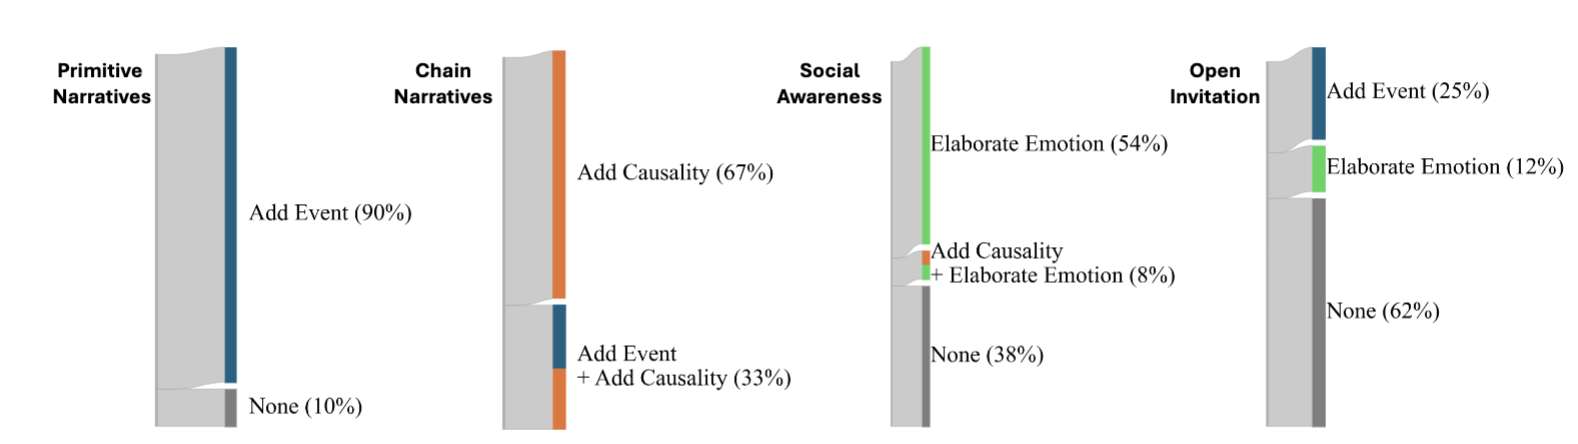 Primitive
Narratives
Add Event (90%)
None (10%)
Chain
Narratives
Add Causality (67%)
Add Event
+ Add Causality (33%)
Social
Awareness
Elaborate Emotion (54%)
Add Causality
+ Elaborate Emotion (8%)
None (38%)
Open
Invitation
Add Event (25%)
Elaborate Emotion (12%)
None (62%)